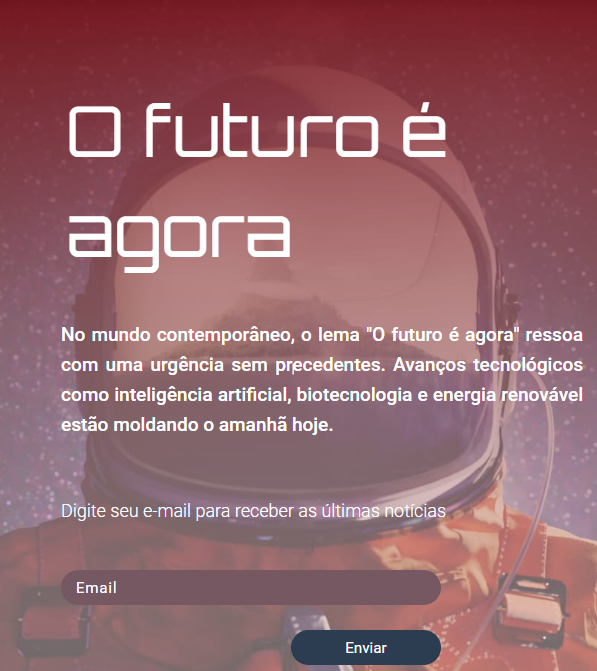 O futuro é
agora
No mundo contemporâneo, o lema "O futuro é agora" ressoa
com uma urgência sem precedentes. Avanços tecnológicos
como inteligência artificial, biotecnologia e energia renovável
estão moldando o amanhã hoje.
Digite seu e-mail para receber as últimas notícias
Email
Enviar